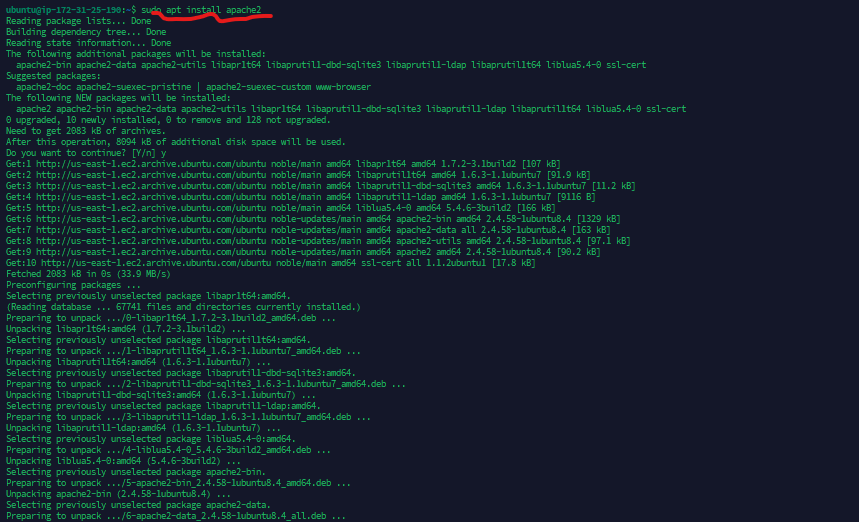 ubuntu@ip-172-31-25-190:~$ sudo apt install apache2
Reading package lists... Done
Building dependency tree... Done
Reading state information... Done
The following additional packages will be installed:
  apache2-bin apache2-data apache2-utils libapr1t64 libaprutil1-dbd-sqlite3 libaprutil1-ldap libaprutil1t64 liblua5.4-0 ssl-cert
Suggested packages:
  apache2-doc apache2-suexec-pristine | apache2-suexec-custom www-browser
The following NEW packages will be installed:
  apache2 apache2-bin apache2-data apache2-utils libapr1t64 libaprutil1-dbd-sqlite3 libaprutil1-ldap libaprutil1t64 liblua5.4-0 ssl-cert
0 upgraded, 10 newly installed, 0 to remove and 128 not upgraded.
Need to get 2083 kB of archives.
After this operation, 8094 kB of additional disk space will be used.
Do you want to continue? [Y/n] y
Get:1 http://us-east-1.ec2.archive.ubuntu.com/ubuntu noble/main amd64 libapr1t64 amd64 1.7.2-3.1build2 [107 kB]
Get:2 http://us-east-1.ec2.archive.ubuntu.com/ubuntu noble/main amd64 libaprutil1t64 amd64 1.6.3-1.1ubuntu7 [91.9 kB]
Get:3 http://us-east-1.ec2.archive.ubuntu.com/ubuntu noble/main amd64 libaprutil1-dbd-sqlite3 amd64 1.6.3-1.1ubuntu7 [11.2 kB]
Get:4 http://us-east-1.ec2.archive.ubuntu.com/ubuntu noble/main amd64 libaprutil1-ldap amd64 1.6.3-1.1ubuntu7 [9116 B]
Get:5 http://us-east-1.ec2.archive.ubuntu.com/ubuntu noble/main amd64 liblua5.4-0 amd64 5.4.6-3build2 [166 kB]
Get:6 http://us-east-1.ec2.archive.ubuntu.com/ubuntu noble-updates/main amd64 apache2-bin amd64 2.4.58-1ubuntu8.4 [1329 kB]
Get:7 http://us-east-1.ec2.archive.ubuntu.com/ubuntu noble-updates/main amd64 apache2-data all 2.4.58-1ubuntu8.4 [163 kB]
Get:8 http://us-east-1.ec2.archive.ubuntu.com/ubuntu noble-updates/main amd64 apache2-utils amd64 2.4.58-1ubuntu8.4 [97.1 kB]
Get:9 http://us-east-1.ec2.archive.ubuntu.com/ubuntu noble-updates/main amd64 apache2 amd64 2.4.58-1ubuntu8.4 [90.2 kB]
Get:10 http://us-east-1.ec2.archive.ubuntu.com/ubuntu noble/main amd64 ssl-cert all 1.1.2ubuntu1 [17.8 kB]
Fetched 2083 kB in 0s (33.9 MB/s)
Preconfiguring packages ...
Selecting previously unselected package libapr1t64:amd64.
(Reading database ... 67741 files and directories currently installed.)
Preparing to unpack .../0-libapr1t64_1.7.2-3.1build2_amd64.deb ...
Unpacking libapr1t64:amd64 (1.7.2-3.1build2) ...
Selecting previously unselected package libaprutil1t64:amd64.
Preparing to unpack .../1-libaprutil1t64_1.6.3-1.1ubuntu7_amd64.deb ...
Unpacking libaprutil1t64:amd64 (1.6.3-1.1ubuntu7) ...
Selecting previously unselected package libaprutil1-dbd-sqlite3:amd64.
Preparing to unpack .../2-libaprutil1-dbd-sqlite3_1.6.3-1.1ubuntu7_amd64.deb ...
Unpacking libaprutil1-dbd-sqlite3:amd64 (1.6.3-1.1ubuntu7) ...
Selecting previously unselected package libaprutil1-ldap:amd64.
Preparing to unpack .../3-libaprutil1-ldap_1.6.3-1.1ubuntu7_amd64.deb ...
Unpacking libaprutil1-ldap:amd64 (1.6.3-1.1ubuntu7) ...
Selecting previously unselected package liblua5.4-0:amd64.
Preparing to unpack .../4-liblua5.4-0_5.4.6-3build2_amd64.deb ...
Unpacking liblua5.4-0:amd64 (5.4.6-3build2) ...
Selecting previously unselected package apache2-bin.
Preparing to unpack .../5-apache2-bin_2.4.58-1ubuntu8.4_amd64.deb ...
Unpacking apache2-bin (2.4.58-1ubuntu8.4) ...
Selecting previously unselected package apache2-data.
Preparing to unpack .../6-apache2-data_2.4.58-1ubuntu8.4_all.deb ...